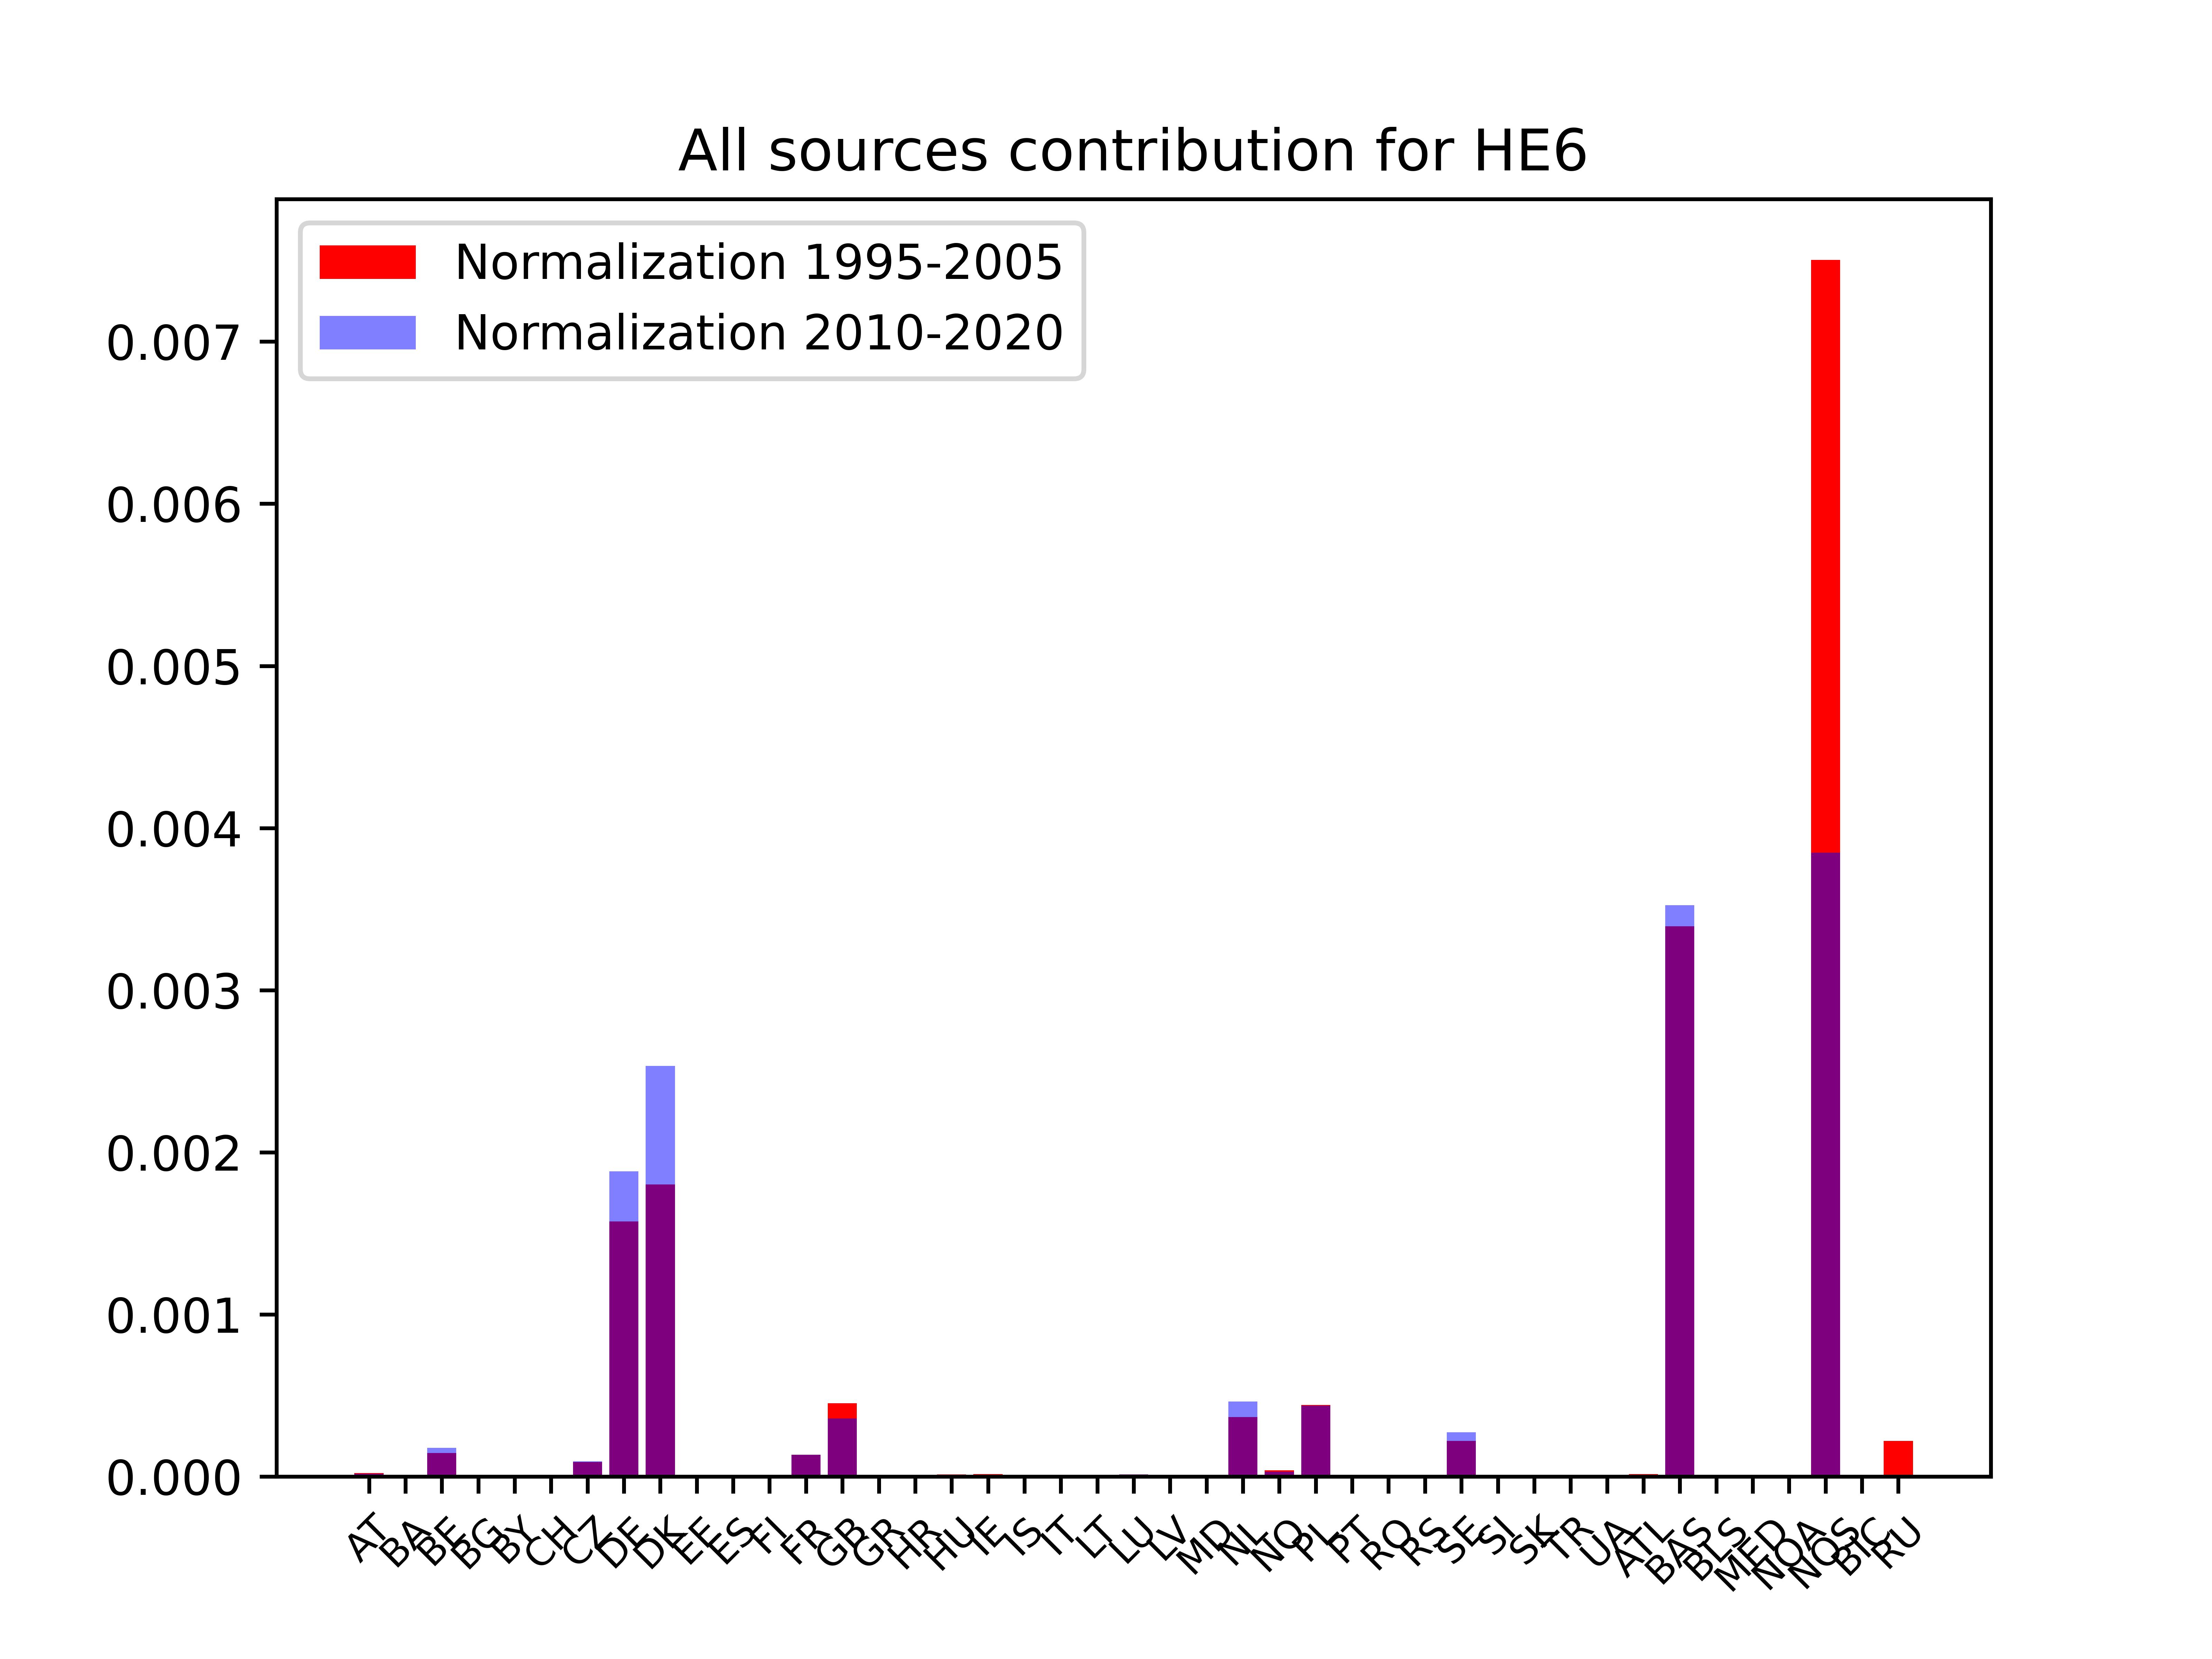 All sources contribution for HE6
Normalization 1995-2005
Normalization 2010-2020
0.007
0.006
0.005
0.004
0.003
0.002
0.001
0.000
AT
BA
BE
BG
BY
CH
CZ
DE
DK
EE
ES
FI
FR
GB
GR
HR
HU
IE
IS
IT
LT
LU
LV
MD
NL
NO
PL
PT
RO
RS
SE
SI
SK
TR
UA
ATL
BAS
BLS
MED
NOA
NOS
BIC
RU